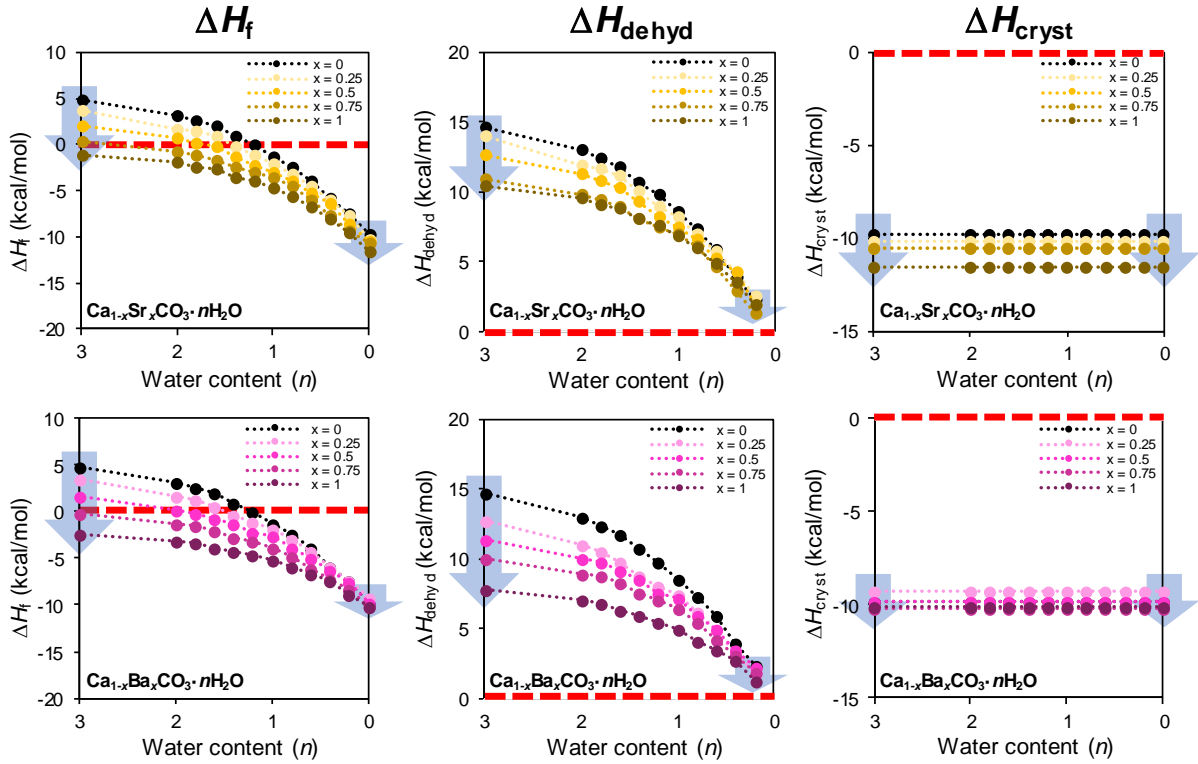 ΔHf
ΔHdehyd
ΔHcryst
ΔHf (kcal/mol)
10
5
0
-5
-10
-15
-20
x = 0
x = 0.25
x = 0.5
x = 0.75
x = 1
Ca1-xSrxCO3·nH2O
3
2
1
0
Water content (n)
ΔHdehyd (kcal/mol)
20
15
10
5
0
x = 0
x = 0.25
x = 0.5
x = 0.75
x = 1
Ca1-xSrxCO3·nH2O
3
2
1
0
Water content (n)
ΔHcryst (kcal/mol)
0
-5
-10
-15
x = 0
x = 0.25
x = 0.5
x = 0.75
x = 1
Ca1-xSrxCO3·nH2O
3
2
1
0
Water content (n)
ΔHf (kcal/mol)
10
5
0
-5
-10
-15
-20
x = 0
x = 0.25
x = 0.5
x = 0.75
x = 1
Ca1-xBaxCO3·nH2O
3
2
1
0
Water content (n)
ΔHdehyd (kcal/mol)
20
15
10
5
0
x = 0
x = 0.25
x = 0.5
x = 0.75
x = 1
Ca1-xBaxCO3·nH2O
3
2
1
0
Water content (n)
ΔHcryst (kcal/mol)
0
-5
-10
-15
x = 0
x = 0.25
x = 0.5
x = 0.75
x = 1
Ca1-xBaxCO3·nH2O
3
2
1
0
Water content (n)